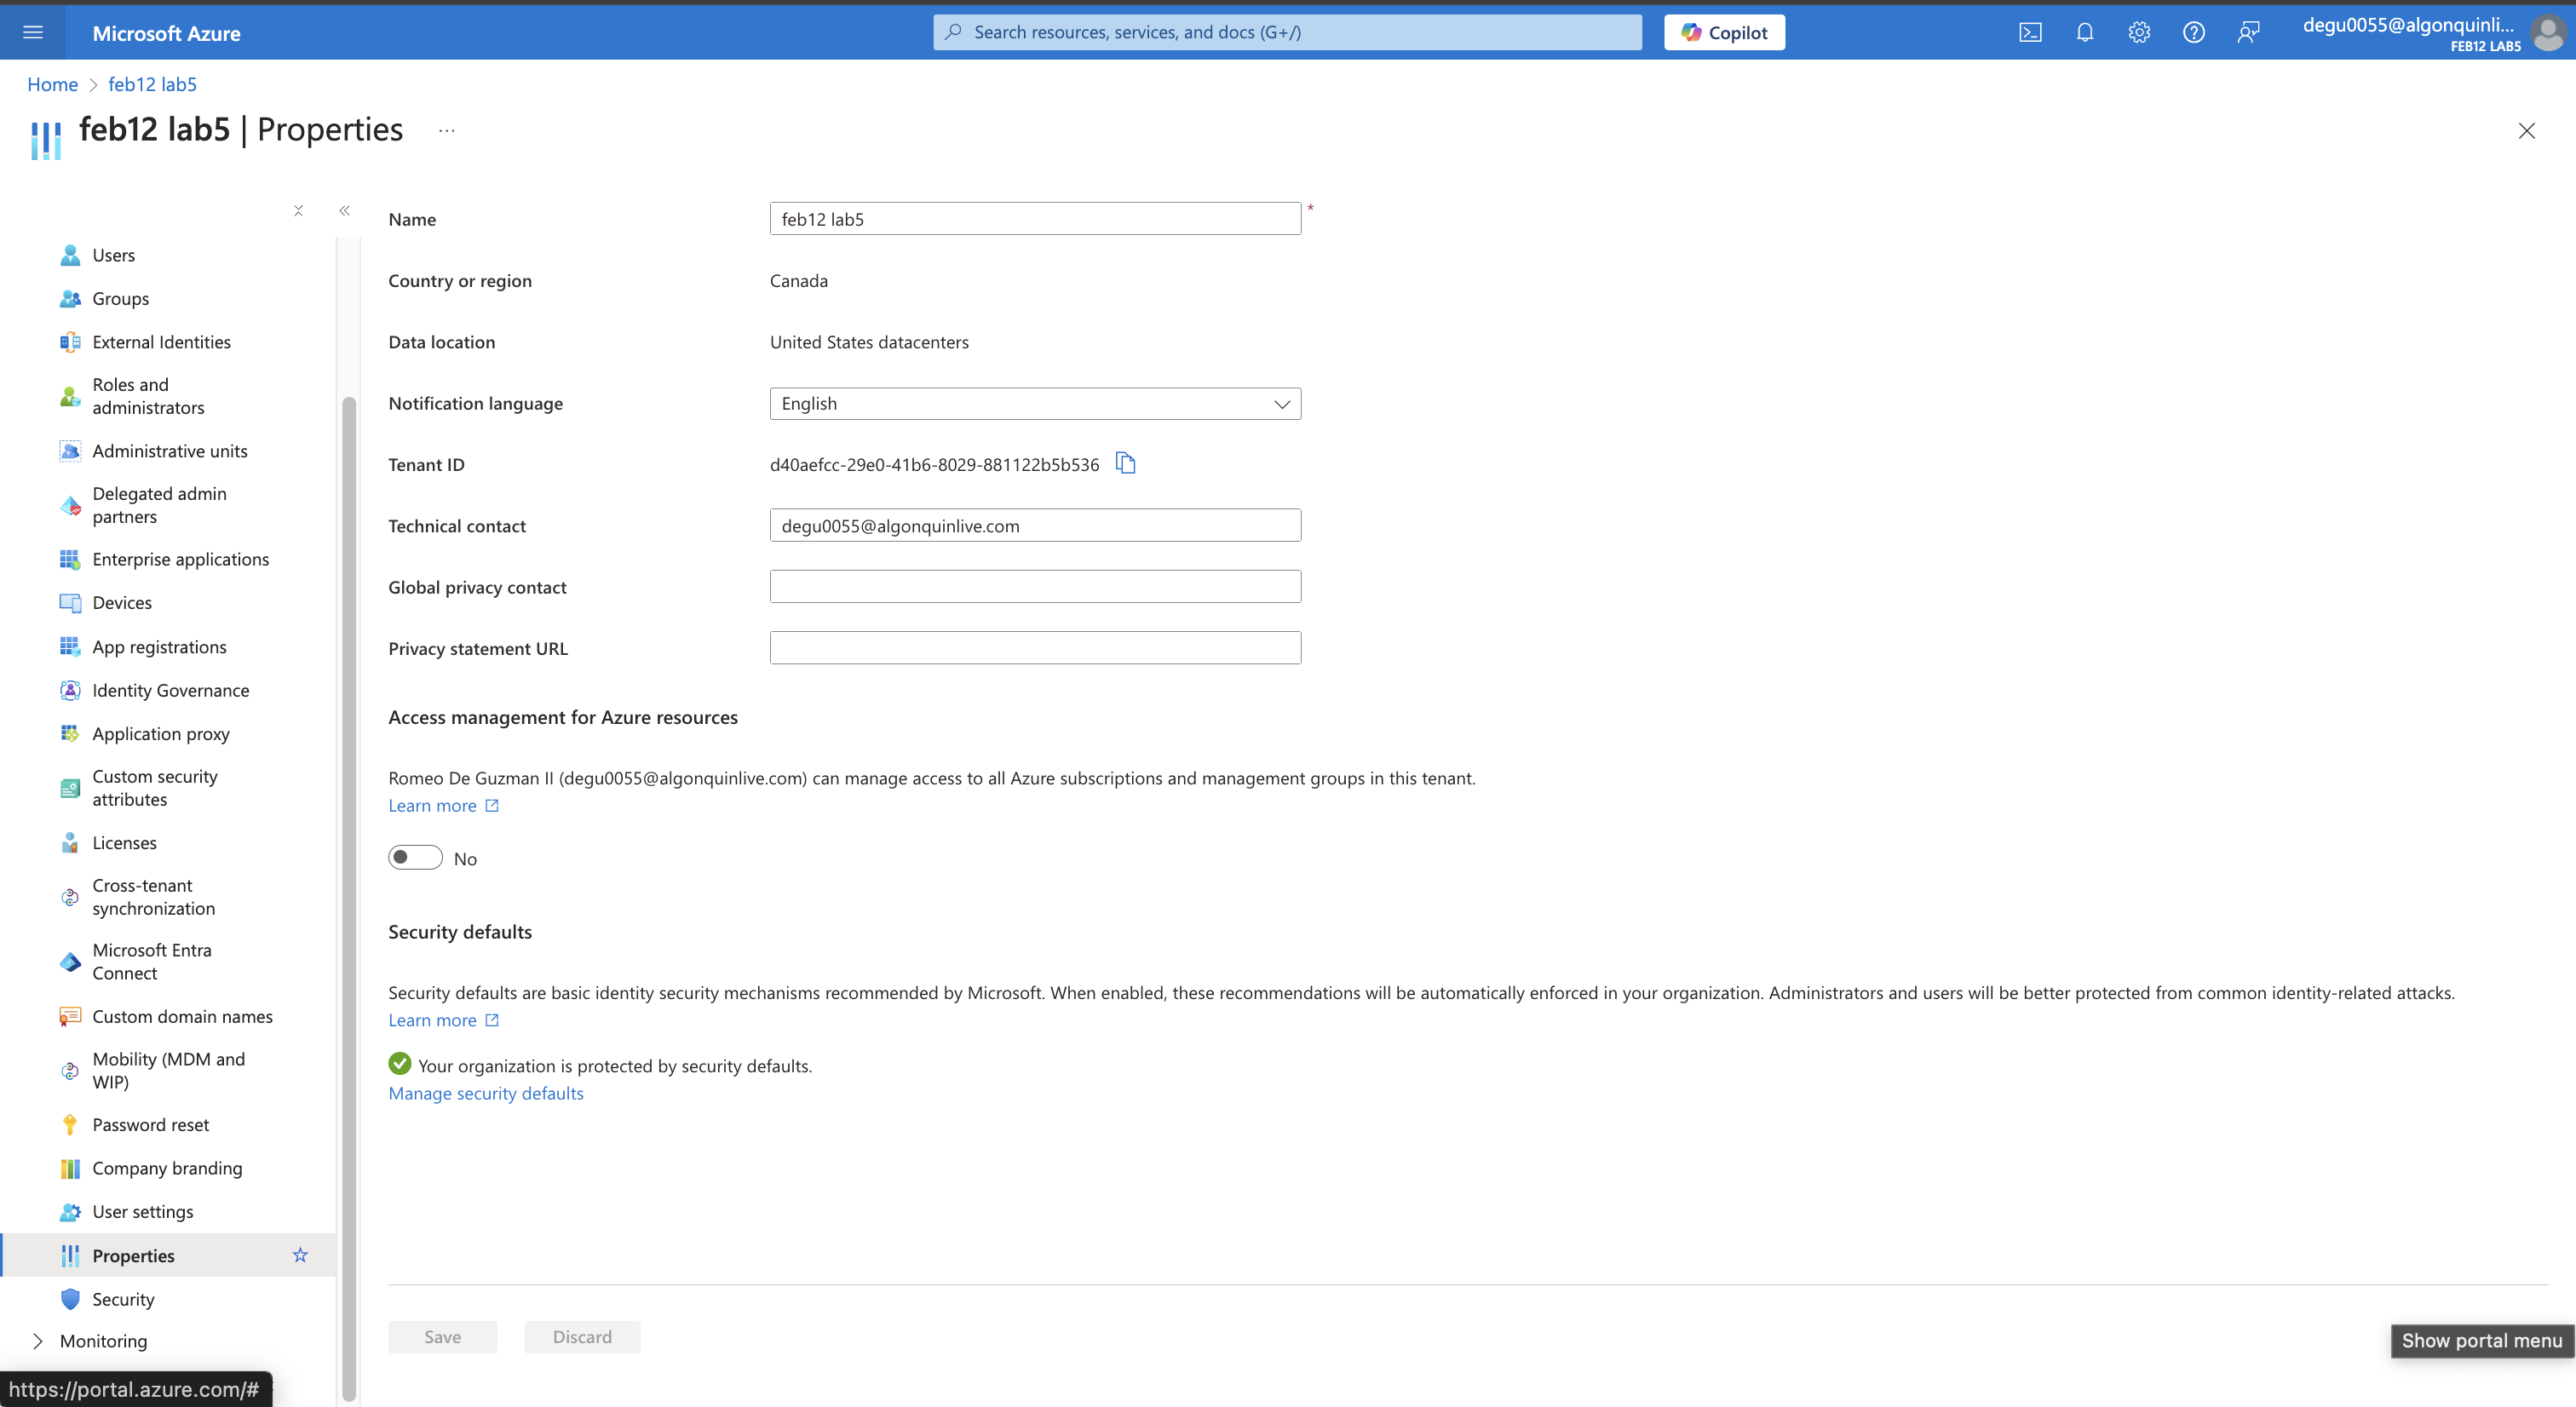 Microsoft Azure
Search resources, services, and docs (G+/)
Copilot
degu0055@algonquinli...
FEB12 LAB5
Home > feb12 lab5
feb12 lab5 | Properties ...
Users
Groups
External Identities
Roles and
administrators
Administrative units
Delegated admin
partners
Enterprise applications
Devices
App registrations
Identity Governance
Application proxy
Custom security
attributes
Licenses
Cross-tenant
synchronization
Microsoft Entra
Connect
Custom domain names
Mobility (MDM and
WIP)
Password reset
Company branding
User settings
Properties
Security
Monitoring
https://portal.azure.com/#
Name
feb12 lab5 *
Country or region
Canada
Data location
United States datacenters
Notification language
English
Tenant ID
d40aefcc-29e0-41b6-8029-881122b5b536
Technical contact
degu0055@algonquinlive.com
Global privacy contact
Privacy statement URL
Access management for Azure resources
Romeo De Guzman II (degu0055@algonquinlive.com) can manage access to all Azure subscriptions and management groups in this tenant.
Learn more
No
Security defaults
Security defaults are basic identity security mechanisms recommended by Microsoft. When enabled, these recommendations will be automatically enforced in your organization. Administrators and users will be better protected from common identity-related attacks.
Learn more
Your organization is protected by security defaults.
Manage security defaults
Save
Discard
Show portal menu